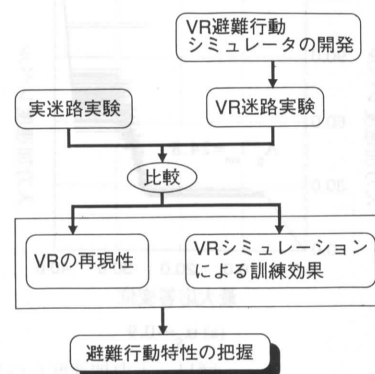 VR避難行動
シミュレータの開発
実迷路実験
VR迷路実験
比較
VRの再現性
VRシミュレーション
による訓練効果
避難行動特性の把握